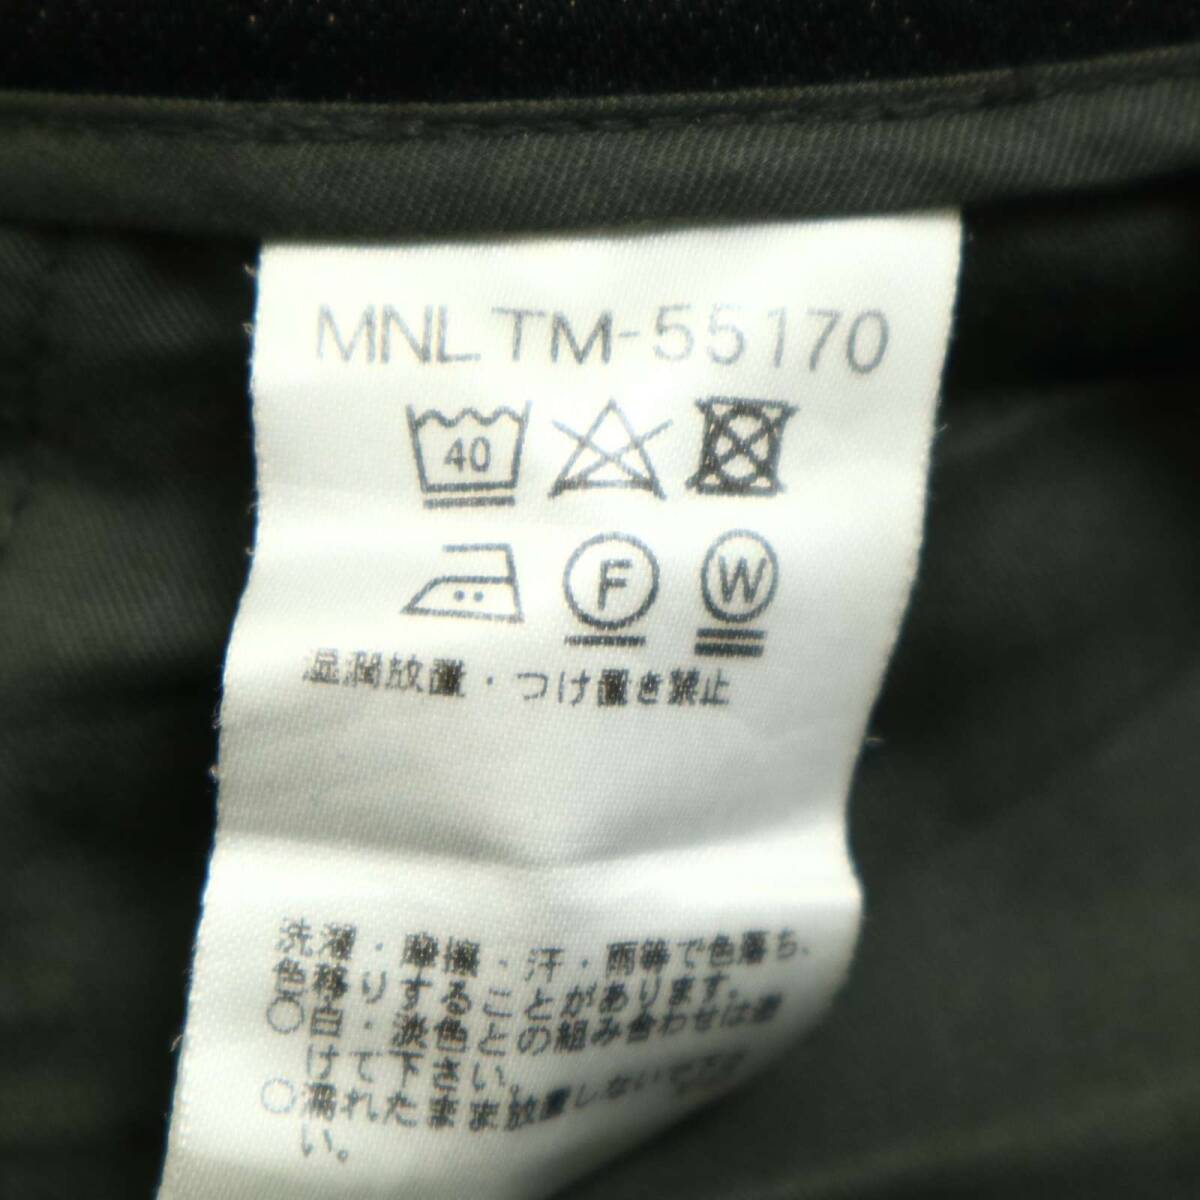 MNL TM-55170
40
F W
湿潤放置・つけ置き禁止
洗濯・摩擦・汗・雨等で色落ち、
色移りすることがあります。
○白・淡色との組み合わせは避
けて下さい。
○濡れたまま放置しないで下さ
い。